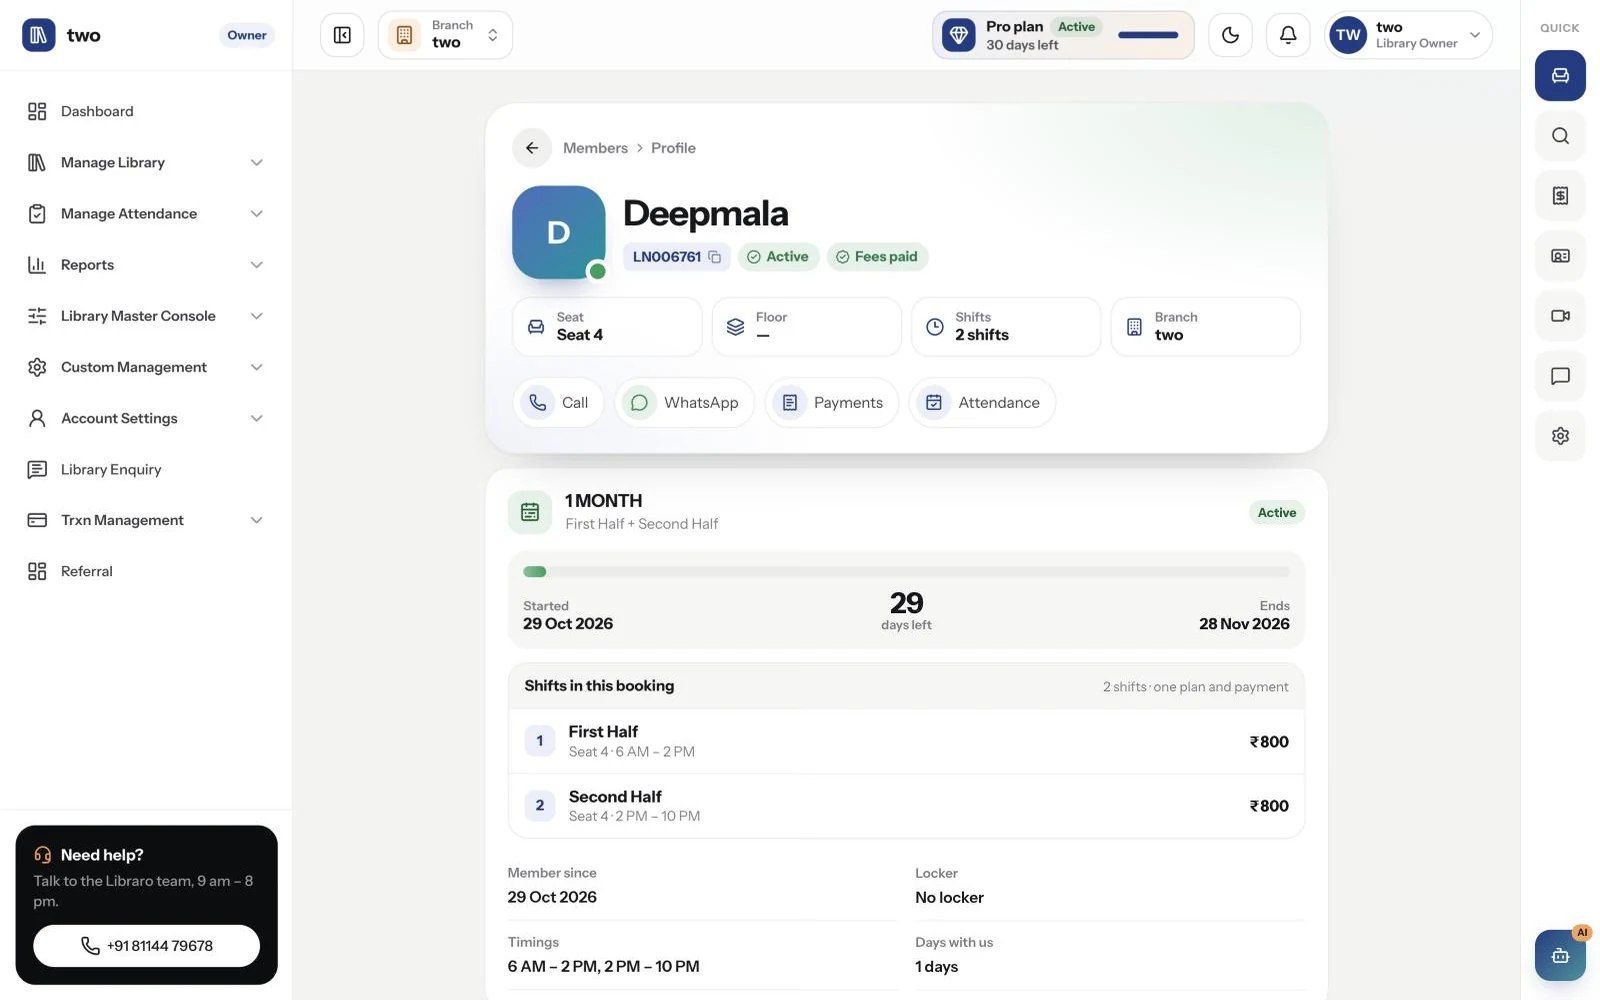 two
Owner
Dashboard
Manage Library
Manage Attendance
Reports
Library Master Console
Custom Management
Account Settings
Library Enquiry
Trxn Management
Referral
Need help?
Talk to the Libraro team, 9 am – 8
pm.
+91 81144 79678
Branch
two
Pro plan Active
30 days left
TW
two
Library Owner
QUICK
AI
Members > Profile
D
Deepmala
LN006761
Active
Fees paid
Seat
Seat 4
Floor
—
Shifts
2 shifts
Branch
two
Call
WhatsApp
Payments
Attendance
1 MONTH
First Half + Second Half
Active
Started
29 Oct 2026
29
days left
Ends
28 Nov 2026
Shifts in this booking
2 shifts · one plan and payment
1
First Half
Seat 4 · 6 AM – 2 PM
₹800
2
Second Half
Seat 4 · 2 PM – 10 PM
₹800
Member since
29 Oct 2026
Locker
No locker
Timings
6 AM – 2 PM, 2 PM – 10 PM
Days with us
1 days